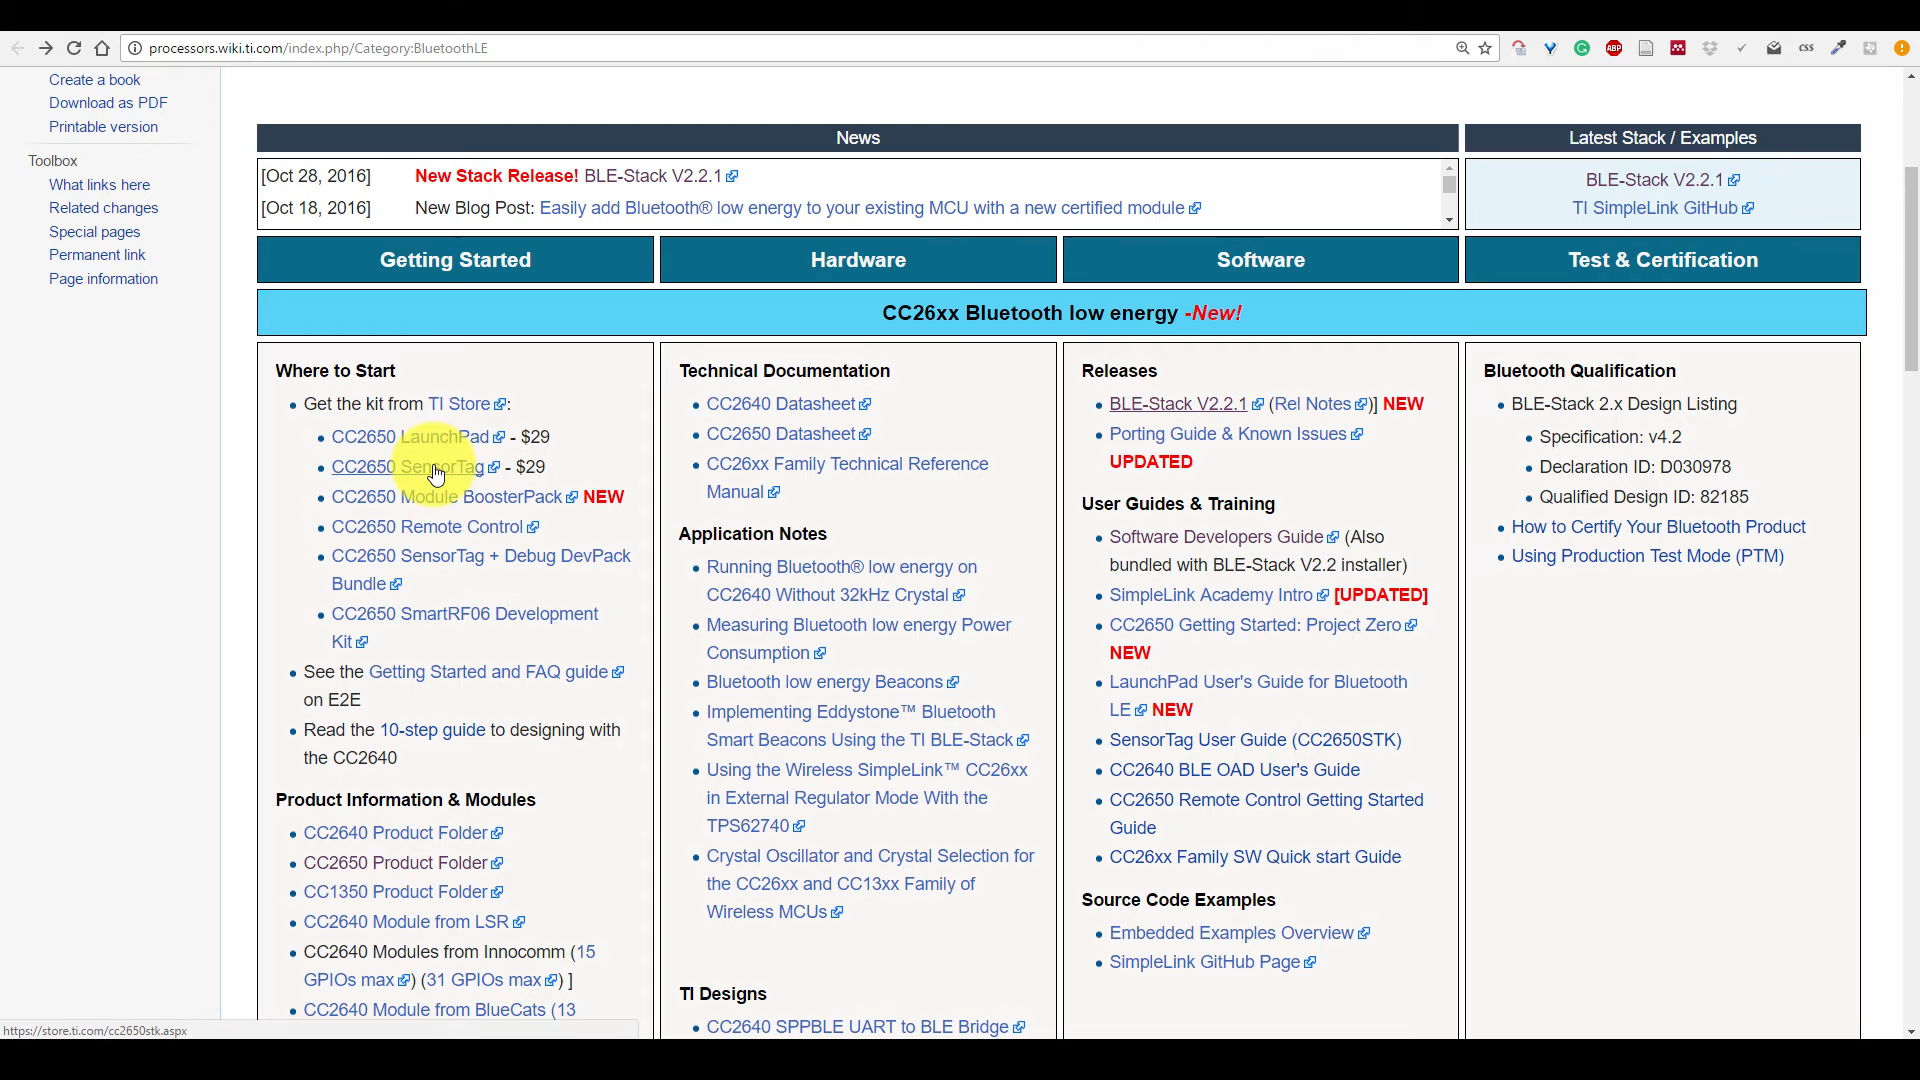 processors.wiki.ti.com/index.php/Category:BluetoothLE
ABP
CSS
Create a book
Download as PDF
Printable version
Toolbox
What links here
Related changes
Special pages
Permanent link
Page information
News
[Oct 28, 2016] New Stack Release! BLE-Stack V2.2.1
[Oct 18, 2016] New Blog Post: Easily add Bluetooth® low energy to your existing MCU with a new certified module
Latest Stack / Examples
BLE-Stack V2.2.1
TI SimpleLink GitHub
Getting Started
Hardware
Software
Test & Certification
CC26xx Bluetooth low energy -New!
Where to Start
Get the kit from TI Store :
CC2650 LaunchPad - $29
CC2650 SensorTag - $29
CC2650 Module BoosterPack NEW
CC2650 Remote Control
CC2650 SensorTag + Debug DevPack
Bundle
CC2650 SmartRF06 Development
Kit
See the Getting Started and FAQ guide
on E2E
Read the 10-step guide to designing with
the CC2640
Product Information & Modules
CC2640 Product Folder
CC2650 Product Folder
CC1350 Product Folder
CC2640 Module from LSR
CC2640 Modules from Innocomm (15
GPIOs max ) (31 GPIOs max ) ]
CC2640 Module from BlueCats (13
Technical Documentation
CC2640 Datasheet
CC2650 Datasheet
CC26xx Family Technical Reference
Manual
Application Notes
Running Bluetooth® low energy on
CC2640 Without 32kHz Crystal
Measuring Bluetooth low energy Power
Consumption
Bluetooth low energy Beacons
Implementing Eddystone™ Bluetooth
Smart Beacons Using the TI BLE-Stack
Using the Wireless SimpleLink™ CC26xx
in External Regulator Mode With the
TPS62740
Crystal Oscillator and Crystal Selection for
the CC26xx and CC13xx Family of
Wireless MCUs
TI Designs
CC2640 SPPBLE UART to BLE Bridge
Releases
BLE-Stack V2.2.1 (Rel Notes )] NEW
Porting Guide & Known Issues
UPDATED
User Guides & Training
Software Developers Guide (Also
bundled with BLE-Stack V2.2 installer)
SimpleLink Academy Intro [UPDATED]
CC2650 Getting Started: Project Zero
NEW
LaunchPad User's Guide for Bluetooth
LE NEW
SensorTag User Guide (CC2650STK)
CC2640 BLE OAD User's Guide
CC2650 Remote Control Getting Started
Guide
CC26xx Family SW Quick start Guide
Source Code Examples
Embedded Examples Overview
SimpleLink GitHub Page
Bluetooth Qualification
BLE-Stack 2.x Design Listing
Specification: v4.2
Declaration ID: D030978
Qualified Design ID: 82185
How to Certify Your Bluetooth Product
Using Production Test Mode (PTM)
https://store.ti.com/cc2650stk.aspx